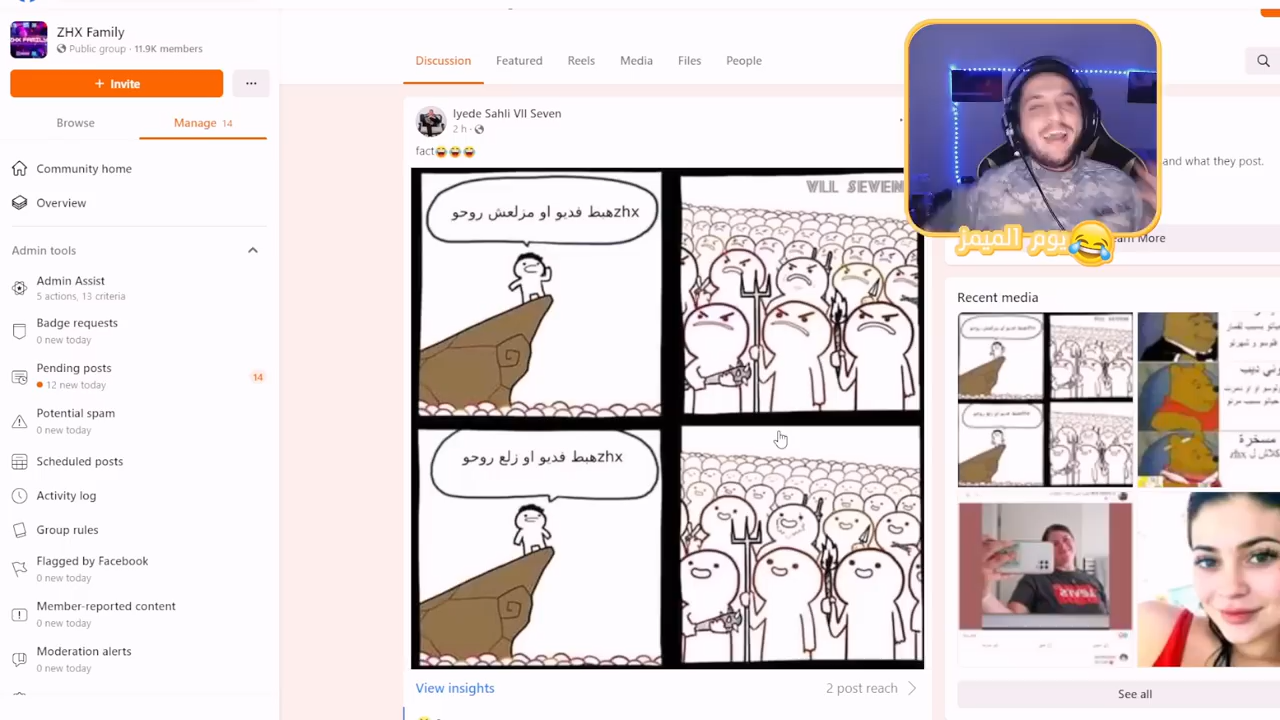 ZHX Family
Public group · 11.9K members
+ Invite
...
Browse
Manage 14
Community home
Overview
Admin tools
Admin Assist
5 actions, 13 criteria
Badge requests
0 new today
Pending posts
12 new today
14
Potential spam
0 new today
Scheduled posts
Activity log
Group rules
Flagged by Facebook
0 new today
Member-reported content
0 new today
Moderation alerts
0 new today
Discussion
Featured
Reels
Media
Files
People
Iyede Sahli VII Seven
2 h ·
fact😂😂😂
zhxهبط فديو او مزلعش روحو
VLL SEVEN
zhxهبط فديو او زلع روحو
View insights
2 post reach
يوم الميمز
and what they post.
earn More
Recent media
See all